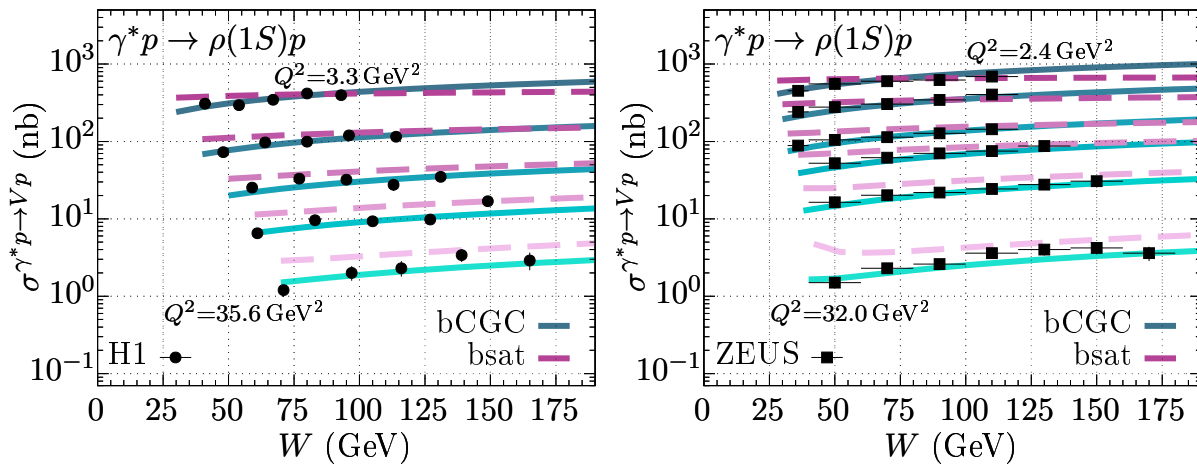 γ*p → ρ(1S)p
Q²=3.3 GeV²
Q²=35.6 GeV²
bCGC
bsat
H1
10³
10²
10¹
10⁰
10⁻¹
σ^{γ*p→Vp} (nb)
0 25 50 75 100 125 150 175
W (GeV)
γ*p → ρ(1S)p
Q²=2.4 GeV²
Q²=32.0 GeV²
bCGC
bsat
ZEUS
10³
10²
10¹
10⁰
10⁻¹
σ^{γ*p→Vp} (nb)
0 25 50 75 100 125 150 175
W (GeV)